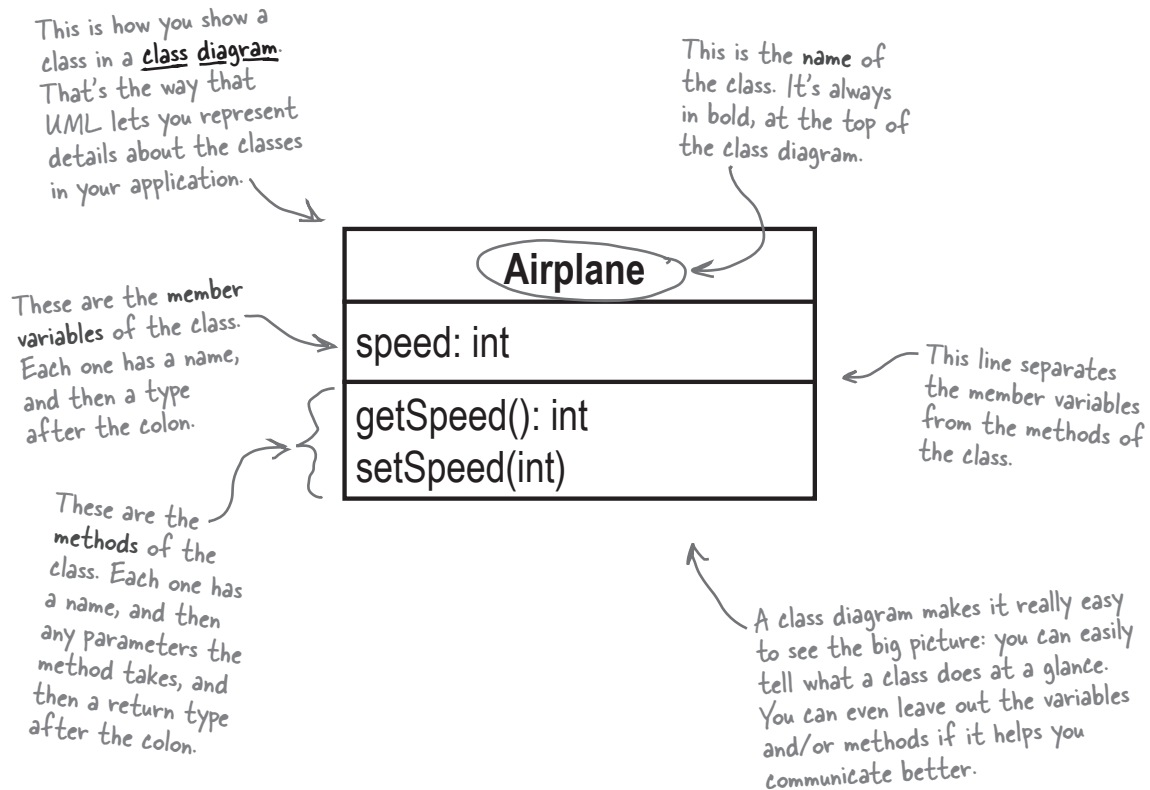 This is how you show a
class in a class diagram.
That's the way that
UML lets you represent
details about the classes
in your application.
This is the name of
the class. It's always
in bold, at the top of
the class diagram.
Airplane
These are the member
variables of the class.
Each one has a name,
and then a type
after the colon.
speed: int
This line separates
the member variables
from the methods of
the class.
getSpeed(): int
setSpeed(int)
These are the
methods of the
class. Each one has
a name, and then
any parameters the
method takes, and
then a return type
after the colon.
A class diagram makes it really easy
to see the big picture: you can easily
tell what a class does at a glance.
You can even leave out the variables
and/or methods if it helps you
communicate better.